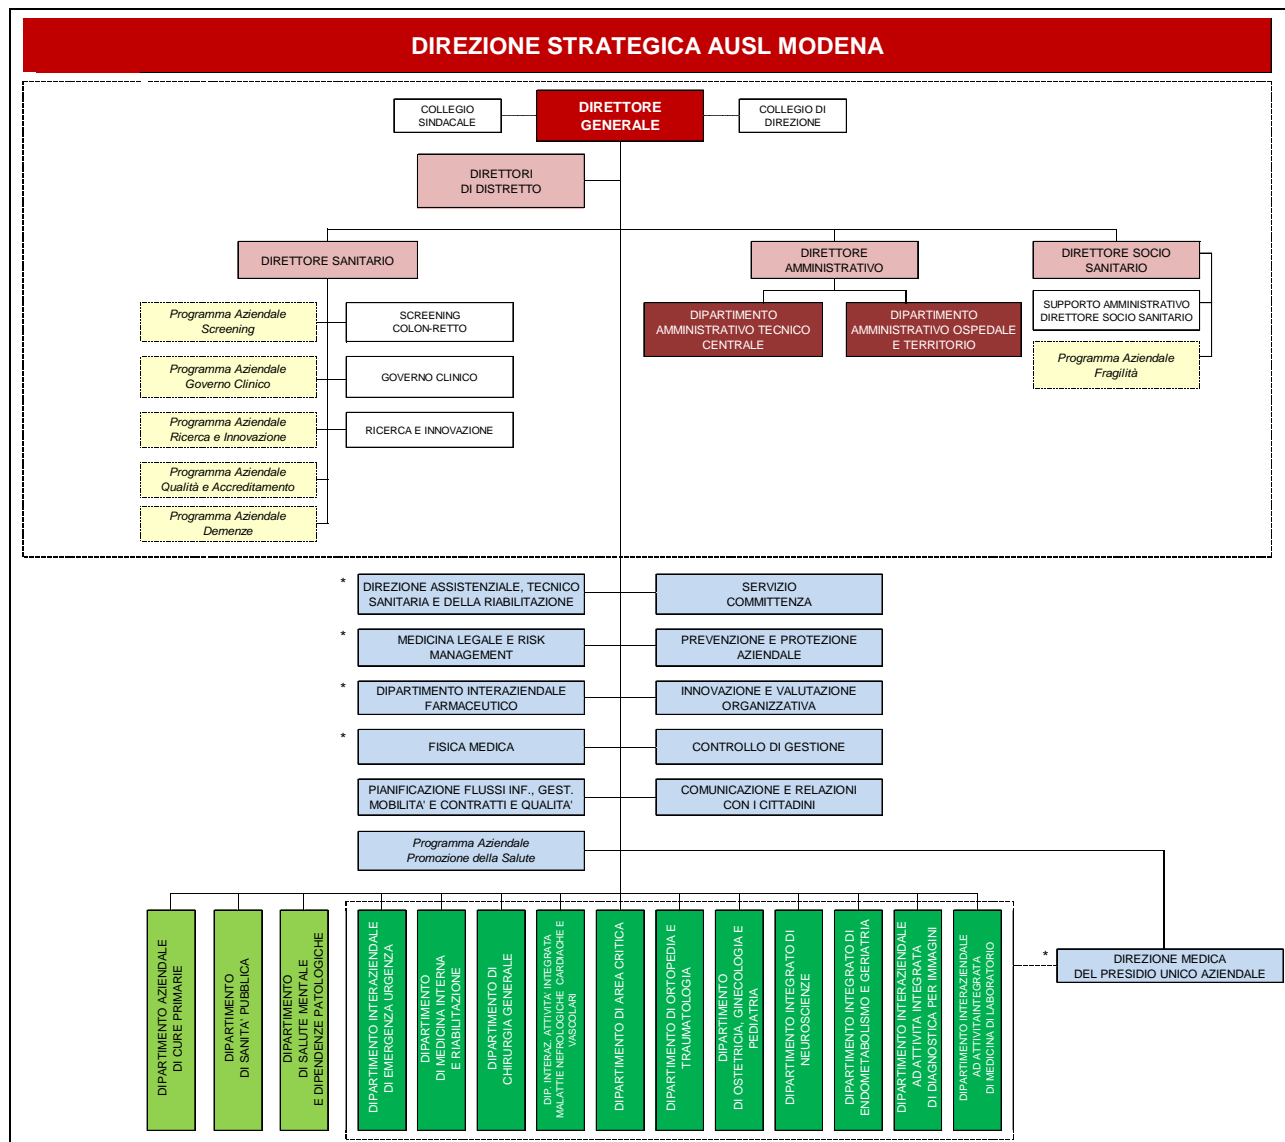 DIREZIONE STRATEGICA AUSL MODENA
COLLEGIO
SINDACALE
DIRETTORE
GENERALE
COLLEGIO DI
DIREZIONE
DIRETTORI
DI DISTRETTO
DIRETTORE SANITARIO
DIRETTORE
AMMINISTRATIVO
DIRETTORE SOCIO
SANITARIO
Programma Aziendale
Screening
SCREENING
COLON-RETTO
DIPARTIMENTO
AMMINISTRATIVO TECNICO
CENTRALE
DIPARTIMENTO
AMMINISTRATIVO OSPEDALE
E TERRITORIO
SUPPORTO AMMINISTRATIVO
DIRETTORE SOCIO SANITARIO
Programma Aziendale
Governo Clinico
GOVERNO CLINICO
Programma Aziendale
Fragilità
Programma Aziendale
Ricerca e Innovazione
RICERCA E INNOVAZIONE
Programma Aziendale
Qualità e Accreditamento
Programma Aziendale
Demenze
* DIREZIONE ASSISTENZIALE, TECNICO
SANITARIA E DELLA RIABILITAZIONE
SERVIZIO
COMMITTENZA
* MEDICINA LEGALE E RISK
MANAGEMENT
PREVENZIONE E PROTEZIONE
AZIENDALE
* DIPARTIMENTO INTERAZIENDALE
FARMACEUTICO
INNOVAZIONE E VALUTAZIONE
ORGANIZZATIVA
* FISICA MEDICA
CONTROLLO DI GESTIONE
PIANIFICAZIONE FLUSSI INF., GEST.
MOBILITA' E CONTRATTI E QUALITA'
COMUNICAZIONE E RELAZIONI
CON I CITTADINI
Programma Aziendale
Promozione della Salute
DIPARTIMENTO AZIENDALE
DI CURE PRIMARIE
DIPARTIMENTO
DI SANITA' PUBBLICA
DIPARTIMENTO
DI SALUTE MENTALE
E DIPENDENZE PATOLOGICHE
DIPARTIMENTO INTERAZIENDALE
DI EMERGENZA URGENZA
DIPARTIMENTO
DI MEDICINA INTERNA
E RIABILITAZIONE
DIPARTIMENTO DI
CHIRURGIA GENERALE
DIP. INTERAZ. ATTIVITA' INTEGRATA
MALATTIE NEFROLOGICHE CARDIACHE E
VASCOLARI
DIPARTIMENTO DI AREA CRITICA
DIPARTIMENTO DI ORTOPEDIA E
TRAUMATOLOGIA
DIPARTIMENTO
DI OSTETRICIA, GINECOLOGIA E
PEDIATRIA
DIPARTIMENTO INTEGRATO DI
NEUROSCIENZE
DIPARTIMENTO INTEGRATO DI
ENDOMETABOLISMO E GERIATRIA
DIPARTIMENTO INTERAZIENDALE
AD ATTIVITA INTEGRATA
DI DIAGNOSTICA PER IMMAGINI
DIPARTIMENTO INTERAZIENDALE
AD ATTIVITA INTEGRATA
DI MEDICINA DI LABORATORIO
* DIREZIONE MEDICA
DEL PRESIDIO UNICO AZIENDALE